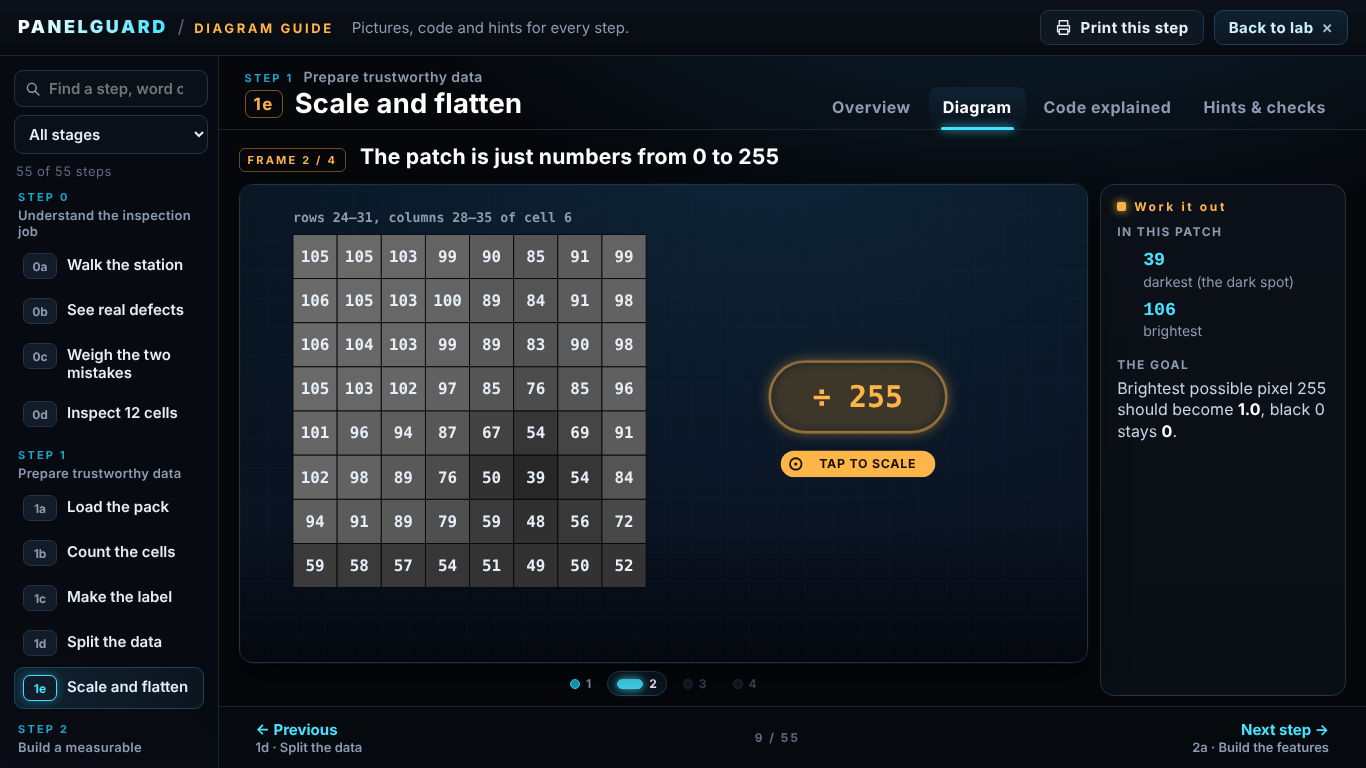 PANELGUARD / DIAGRAM GUIDE Pictures, code and hints for every step.
Print this step
Back to lab ×
Find a step, word c
All stages
55 of 55 steps
STEP 0
Understand the inspection
job
0a Walk the station
0b See real defects
0c Weigh the two
mistakes
0d Inspect 12 cells
STEP 1
Prepare trustworthy data
1a Load the pack
1b Count the cells
1c Make the label
1d Split the data
1e Scale and flatten
STEP 2
Build a measurable
STEP 1 Prepare trustworthy data
1e Scale and flatten
Overview Diagram Code explained Hints & checks
FRAME 2 / 4 The patch is just numbers from 0 to 255
rows 24–31, columns 28–35 of cell 6
105 105 103 99 90 85 91 99
106 105 103 100 89 84 91 98
106 104 103 99 89 83 90 98
105 103 102 97 85 76 85 96
101 96 94 87 67 54 69 91
102 98 89 76 50 39 54 84
94 91 89 79 59 48 56 72
59 58 57 54 51 49 50 52
÷ 255
TAP TO SCALE
Work it out
IN THIS PATCH
39
darkest (the dark spot)
106
brightest
THE GOAL
Brightest possible pixel 255
should become 1.0, black 0
stays 0.
1 2 3 4
← Previous
1d · Split the data
9 / 55
Next step →
2a · Build the features